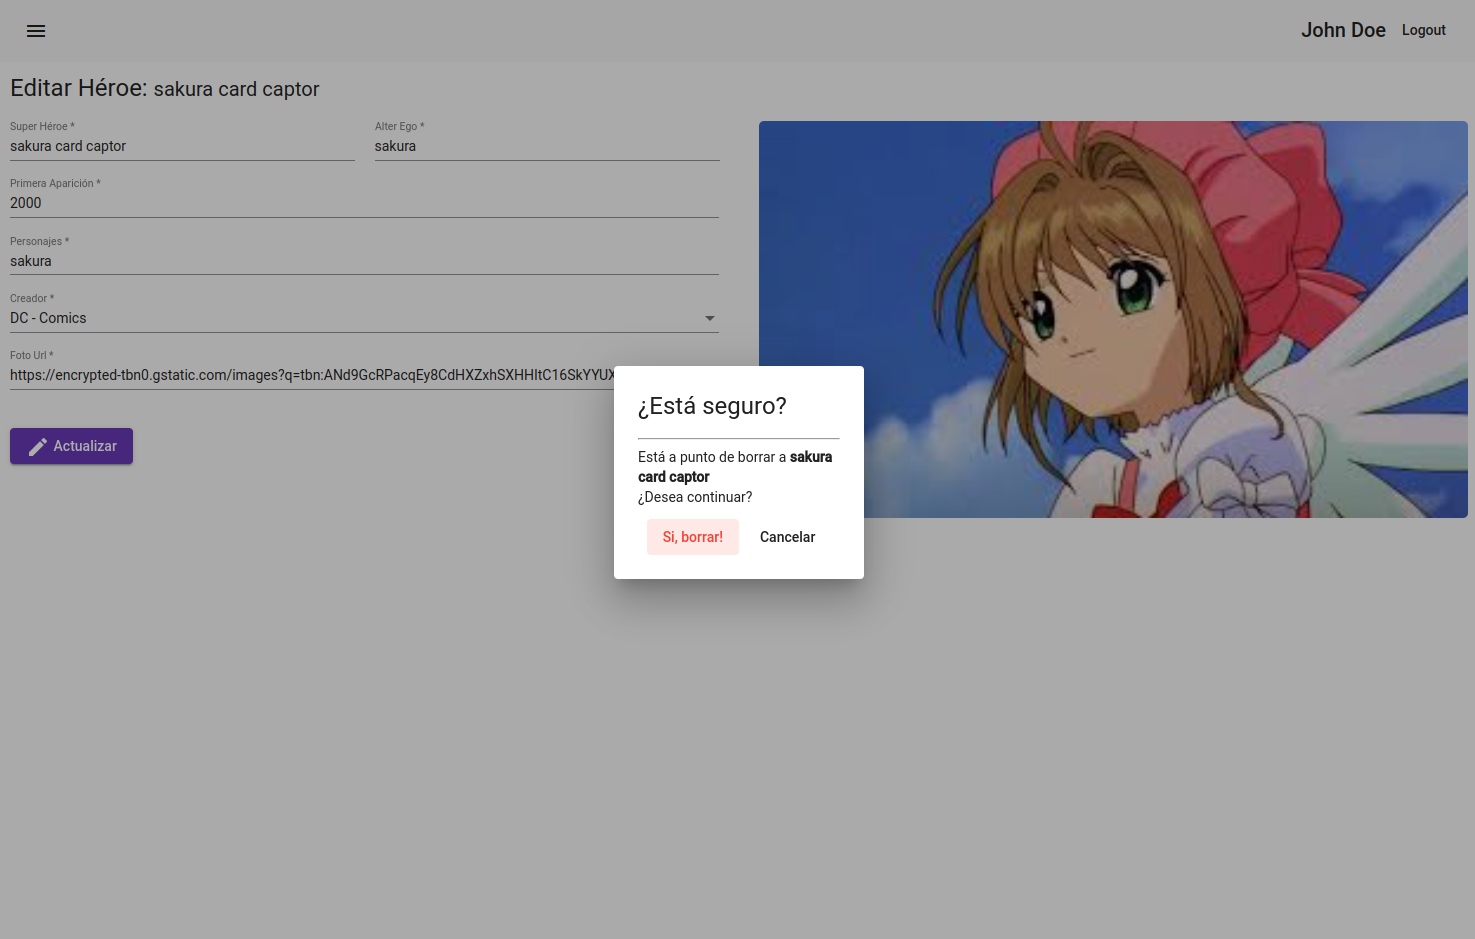 John Doe Logout
Editar Héroe: sakura card captor
Super Héroe *
sakura card captor
Alter Ego *
sakura
Primera Aparición *
2000
Personajes *
sakura
Creador *
DC - Comics
Foto Url *
https://encrypted-tbn0.gstatic.com/images?q=tbn:ANd9GcRPacqEy8CdHXZxhSXHHItC16SkYYUX
Actualizar
¿Está seguro?
Está a punto de borrar a sakura
card captor
¿Desea continuar?
Si, borrar! Cancelar